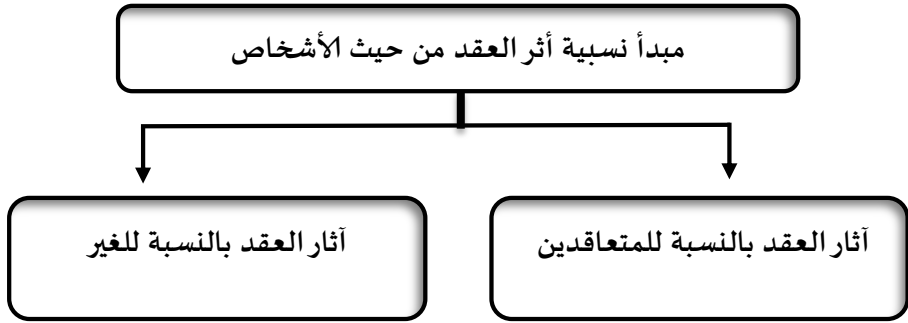 مبدأ نسبية أثر العقد من حيث الأشخاص
آثار العقد بالنسبة للمتعاقدين
آثار العقد بالنسبة للغير